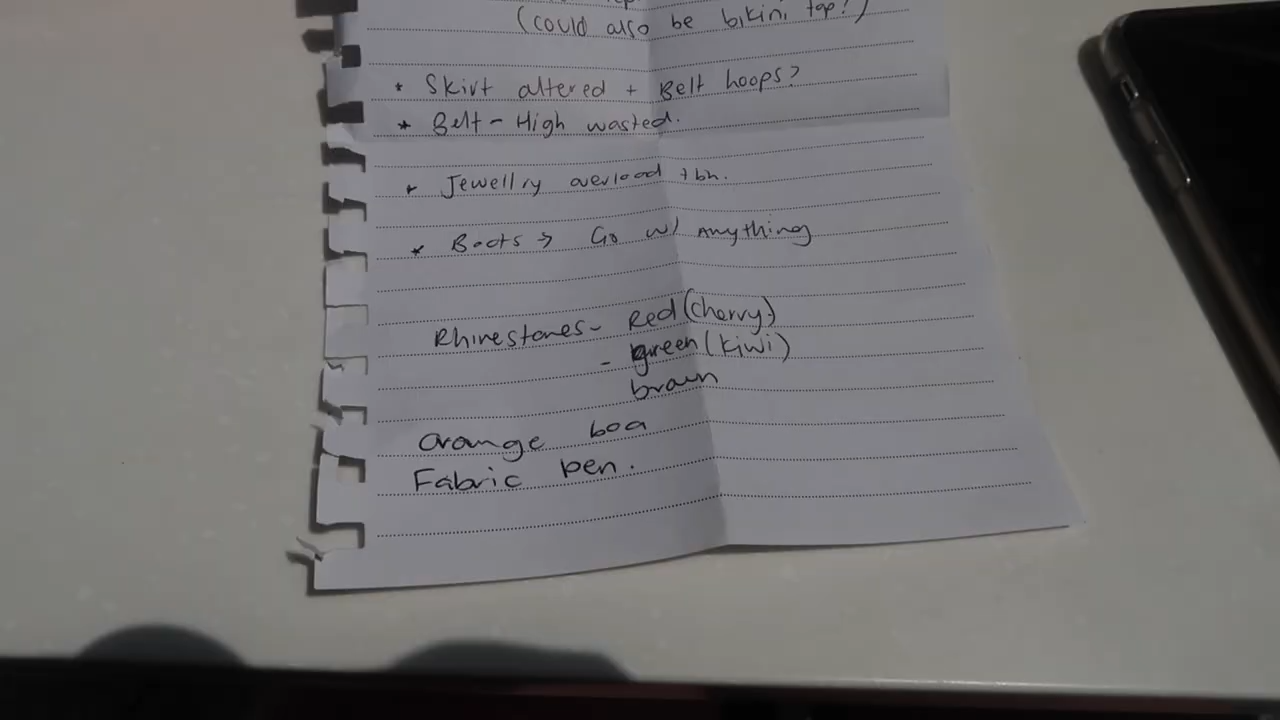 (could also be bikini top!)
* Skirt altered + Belt hoops?
* Belt - High wasted.
* Jewellry overload tbh.
* Boots → Go w/ Anything
Rhinestones - Red (Cherry)
- green (kiwi)
brown
Orange boa
Fabric pen.